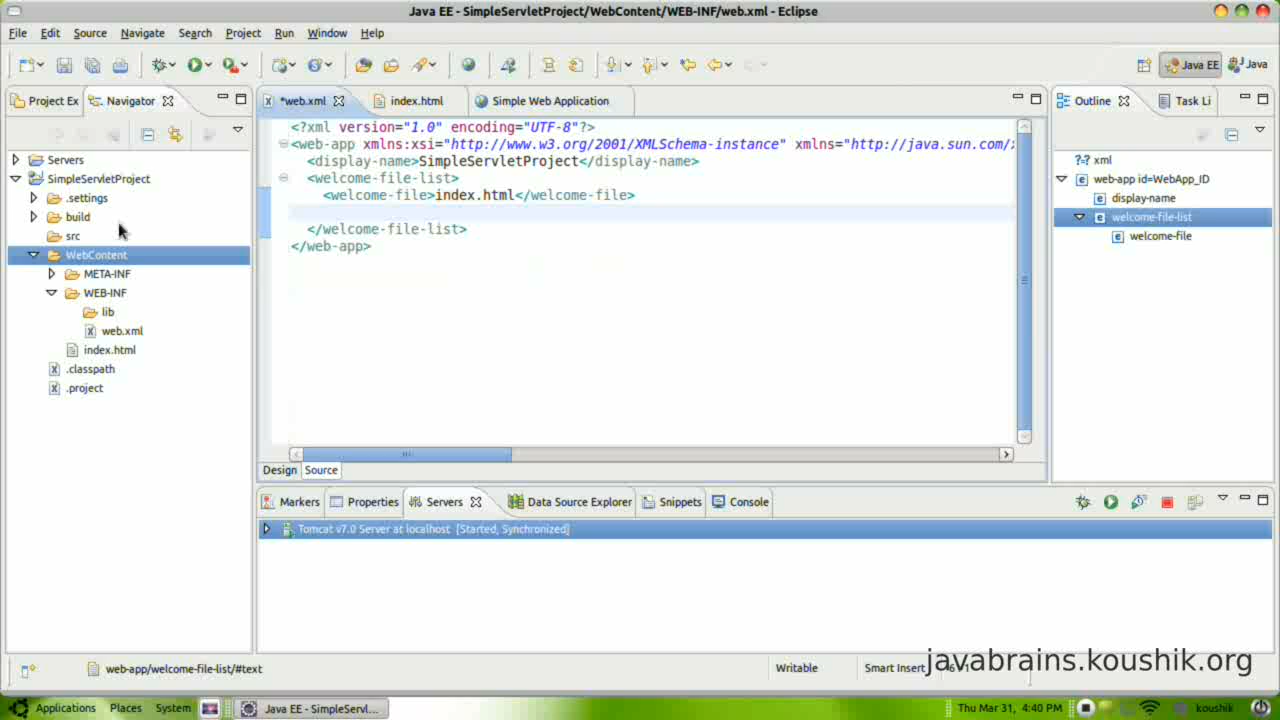 Java EE - SimpleServletProject/WebContent/WEB-INF/web.xml - Eclipse
File Edit Source Navigate Search Project Run Window Help
Java EE Java
Project Ex Navigator
Servers
SimpleServletProject
.settings
build
src
WebContent
META-INF
WEB-INF
lib
web.xml
index.html
.classpath
.project
*web.xml index.html Simple Web Application
<?xml version="1.0" encoding="UTF-8"?>
<web-app xmlns:xsi="http://www.w3.org/2001/XMLSchema-instance" xmlns="http://java.sun.com/
<display-name>SimpleServletProject</display-name>
<welcome-file-list>
<welcome-file>index.html</welcome-file>
</welcome-file-list>
</web-app>
Design Source
Outline Task Li
?-? xml
web-app id=WebApp_ID
display-name
welcome-file-list
welcome-file
Markers Properties Servers Data Source Explorer Snippets Console
Tomcat v7.0 Server at localhost [Started, Synchronized]
web-app/welcome-file-list/#text Writable Smart Insert
javabrains.koushik.org
Applications Places System Java EE - SimpleServl... Thu Mar 31, 4:40 PM koushik